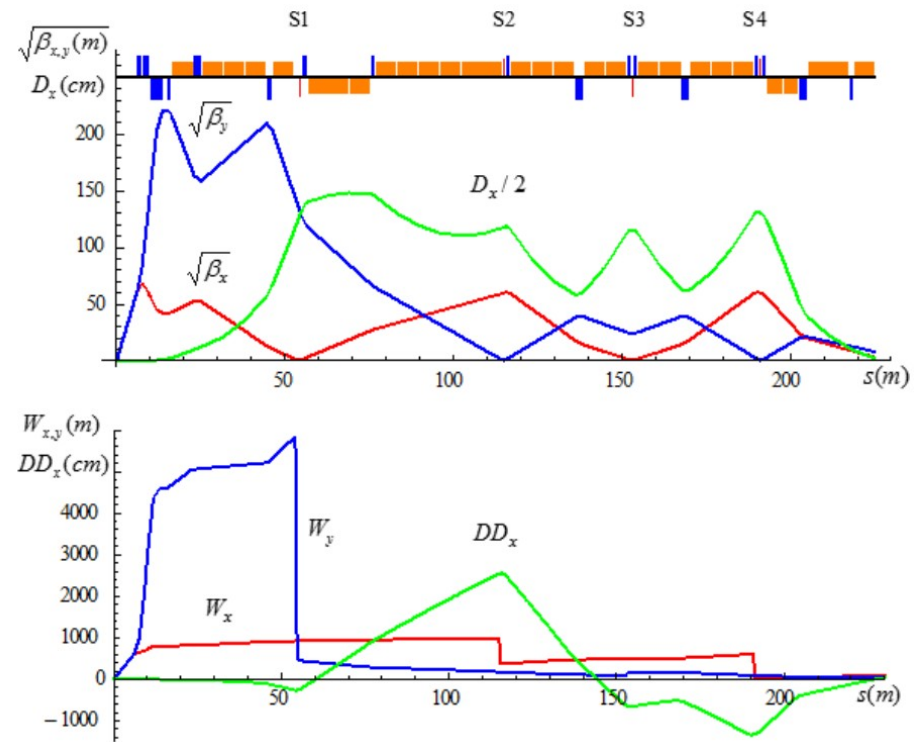 S1 S2 S3 S4
√β_{x,y}(m)
D_x(cm)
200
150
100
50
√β_y
D_x/2
√β_x
50 100 150 200
s(m)
W_{x,y}(m)
DD_x(cm)
4000
3000
2000
1000
0
−1000
W_y
DD_x
W_x
50 100 150 200
s(m)